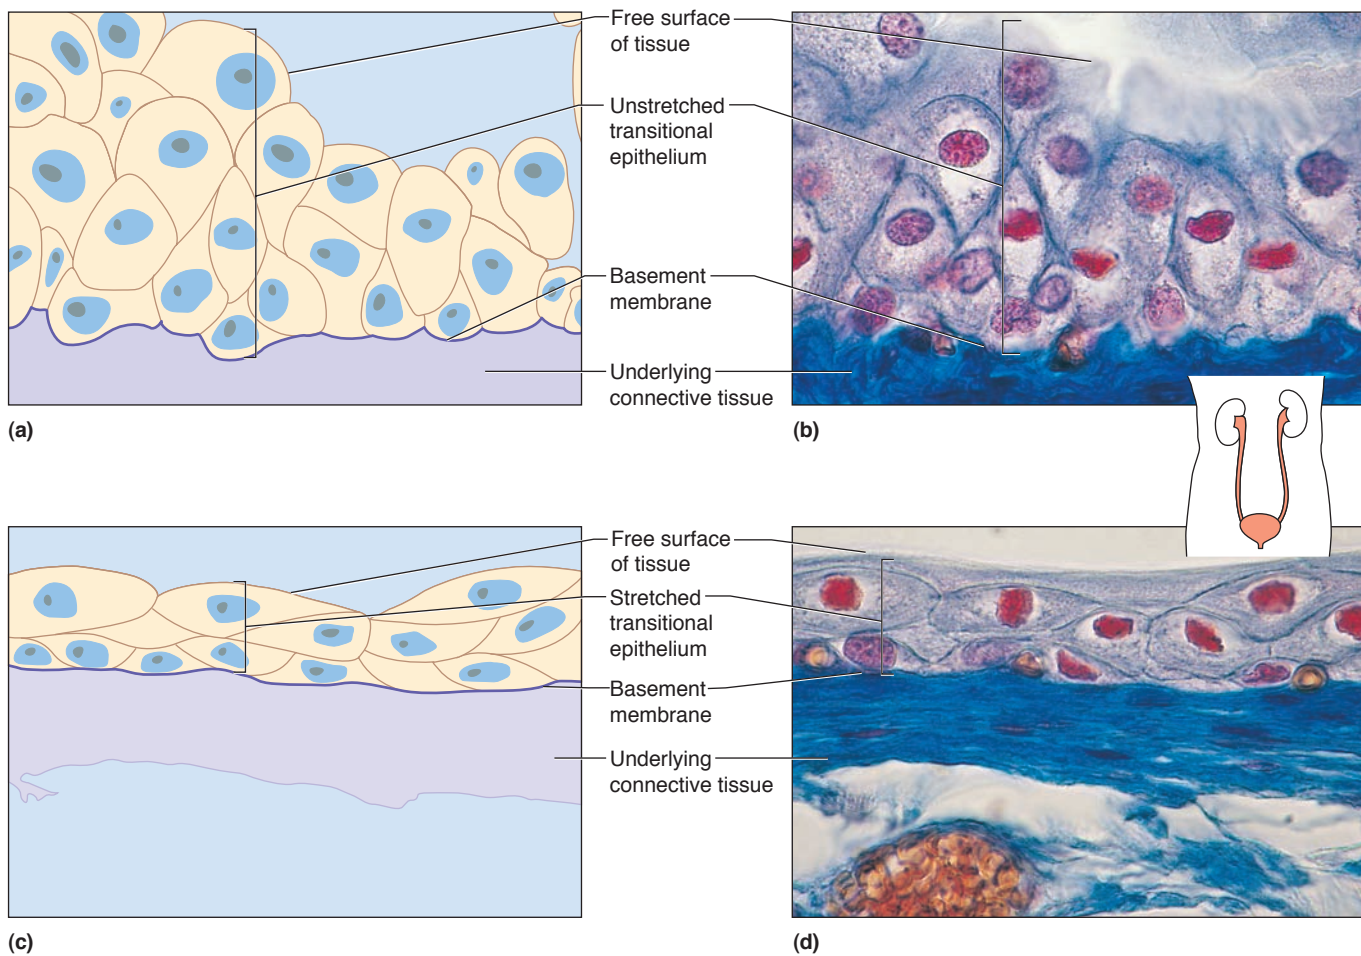 Free surface
of tissue
Unstretched
transitional
epithelium
Basement
membrane
Underlying
connective tissue
(a)
(b)
Free surface
of tissue
Stretched
transitional
epithelium
Basement
membrane
Underlying
connective tissue
(c)
(d)